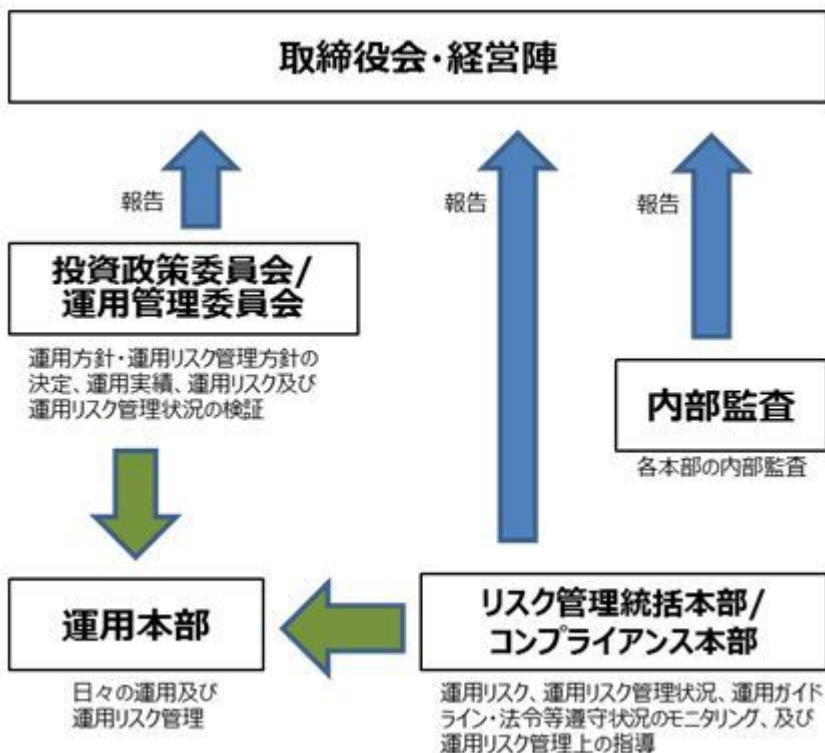 取締役会・経営陣
報告
報告
報告
投資政策委員会/
運用管理委員会
運用方針・運用リスク管理方針の
決定、運用実績、運用リスク及び
運用リスク管理状況の検証
内部監査
各本部の内部監査
運用本部
日々の運用及び
運用リスク管理
リスク管理統括本部/
コンプライアンス本部
運用リスク、運用リスク管理状況、運用ガイド
ライン・法令等遵守状況のモニタリング、及び
運用リスク管理上の指導